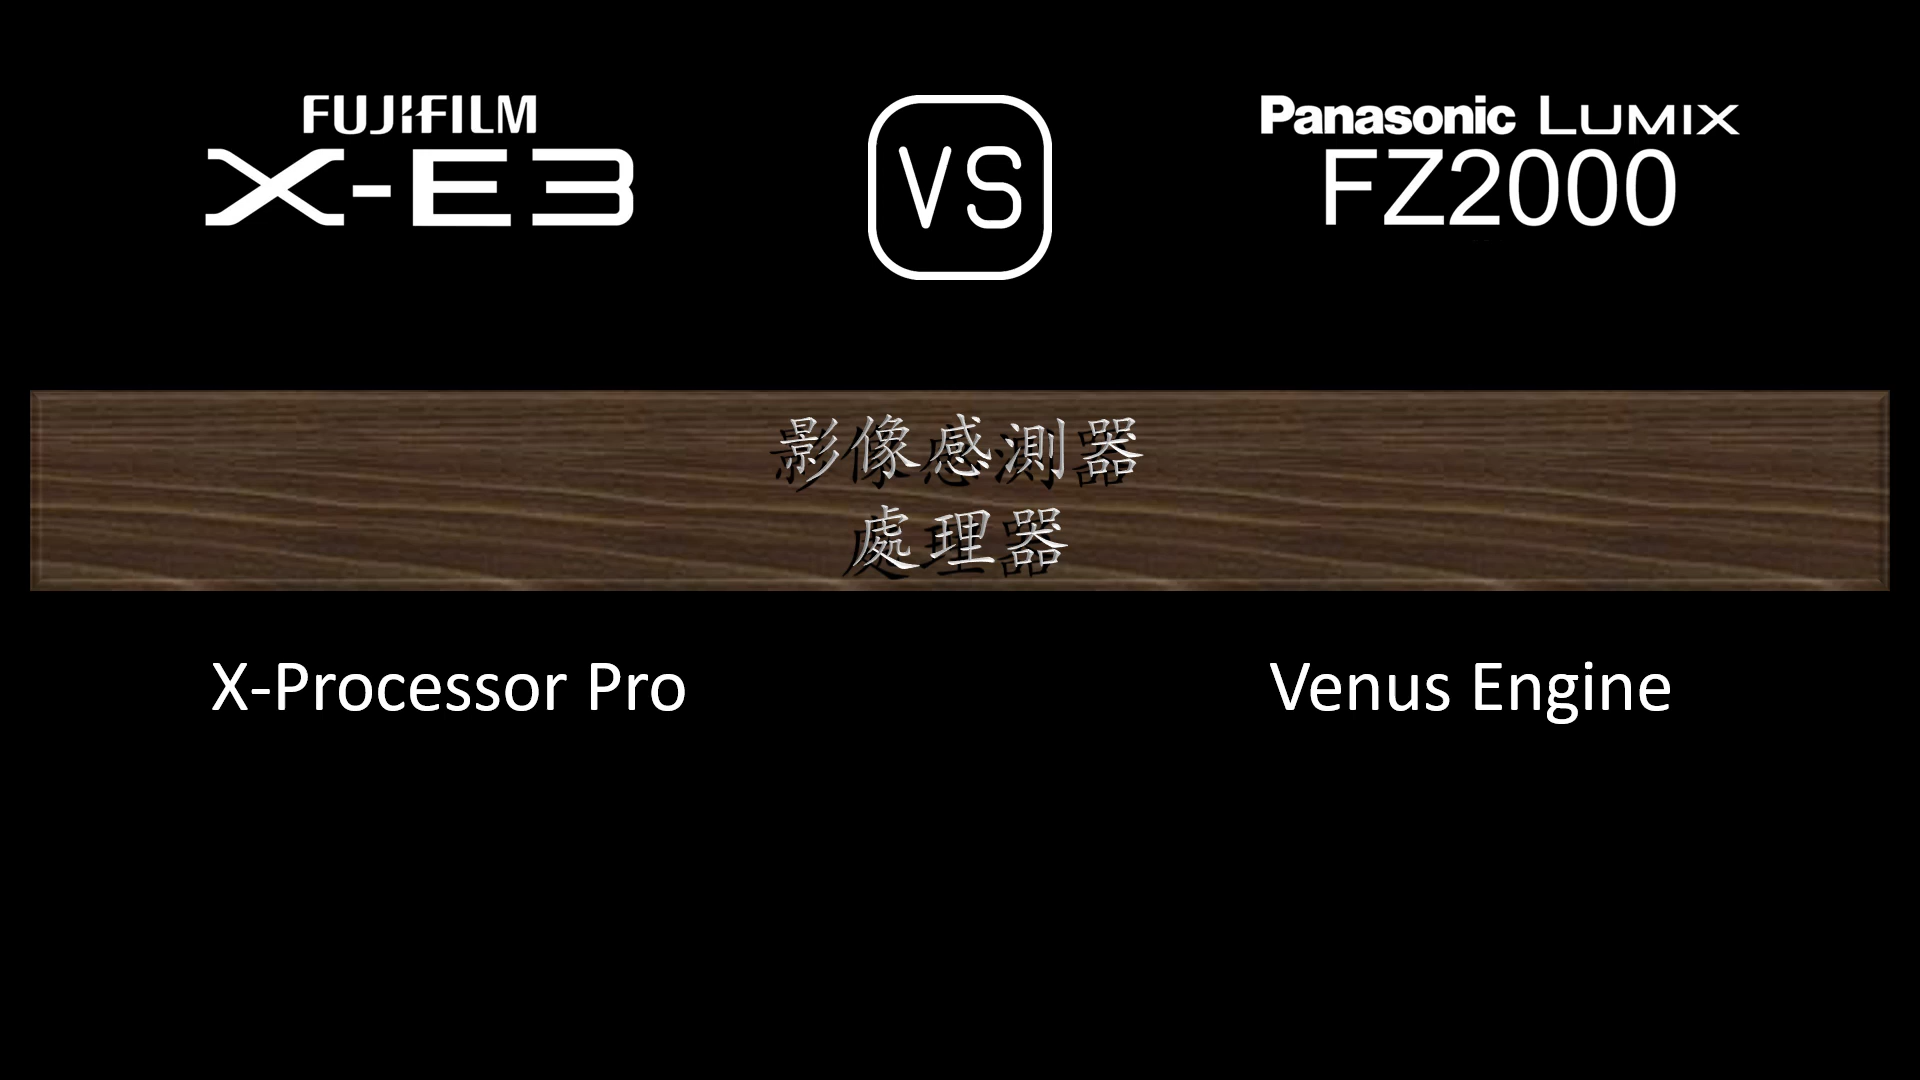 FUJIFILM
X-E3
VS
Panasonic LUMIX
FZ2000
影像感測器
處理器
X-Processor Pro
Venus Engine